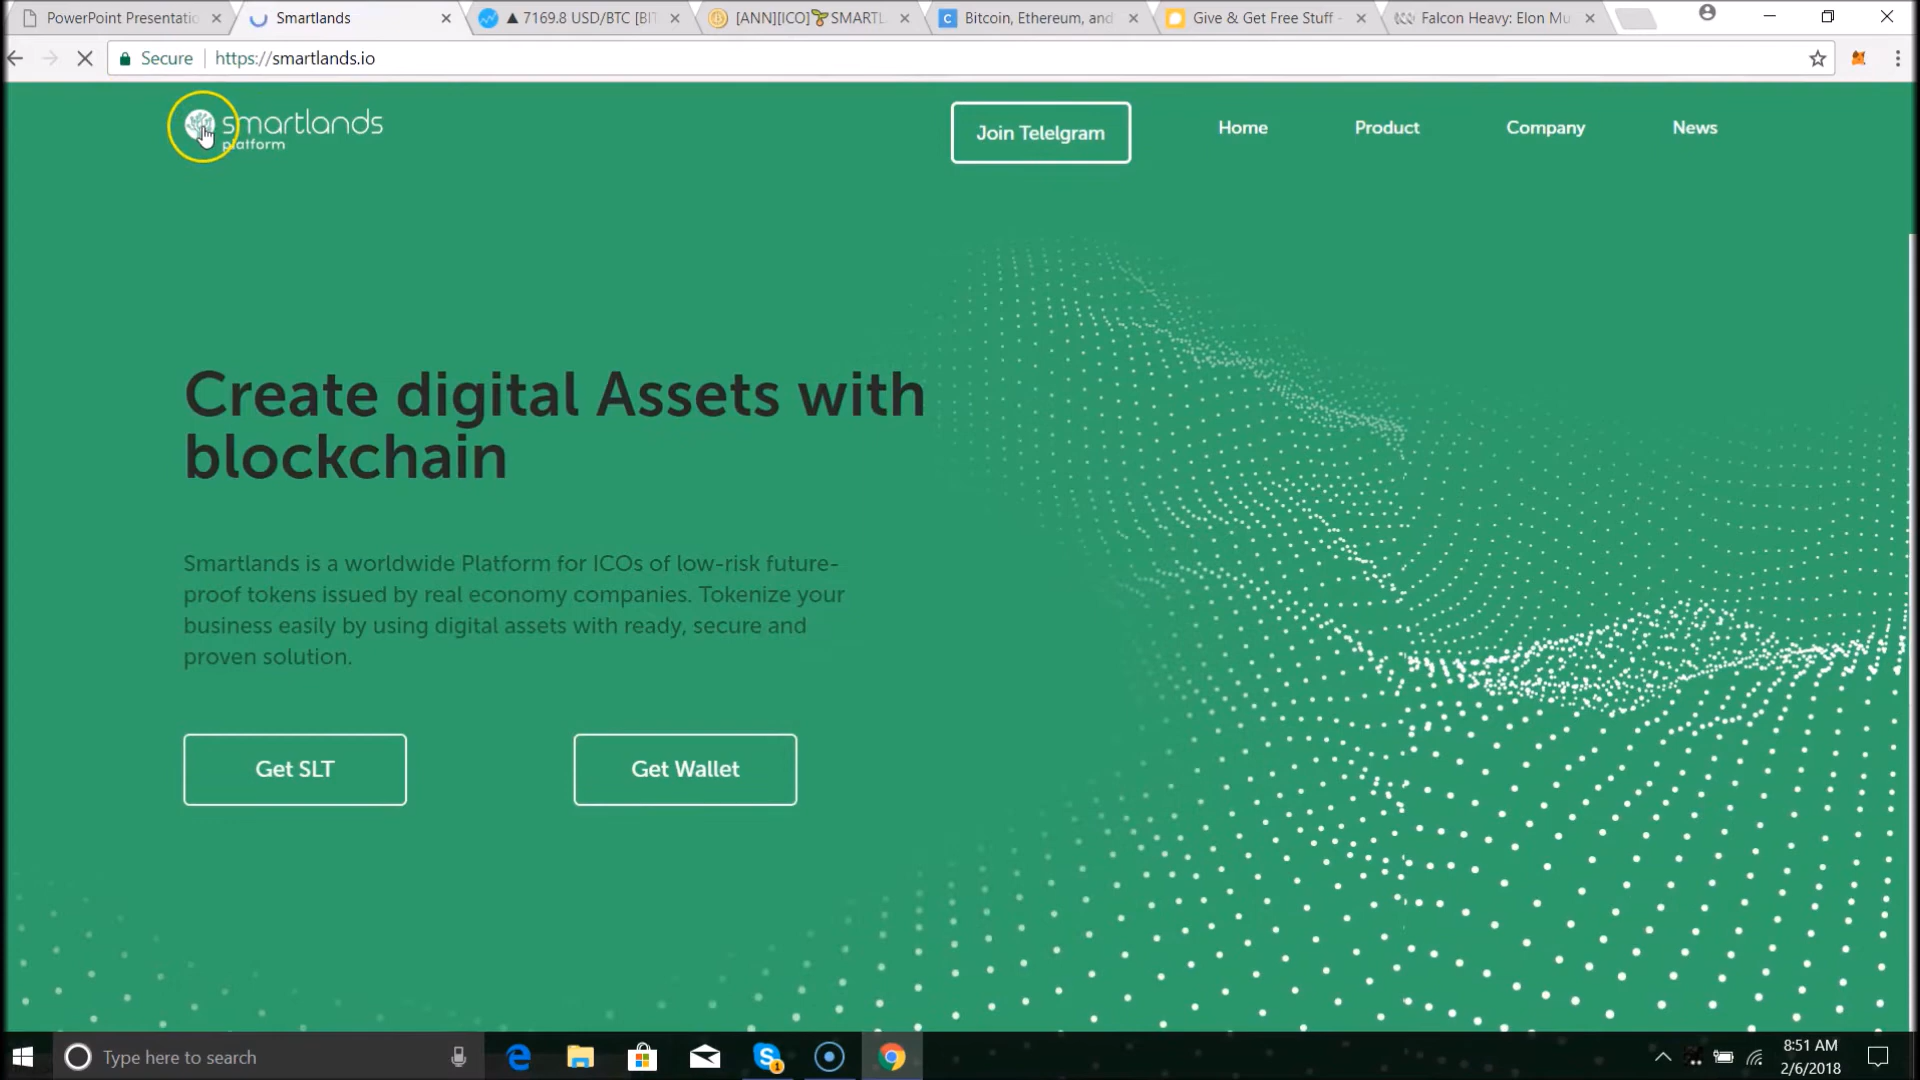 PowerPoint Presentatio
Smartlands
▲ 7169.8 USD/BTC [BIT
[ANN][ICO]🌱SMARTL
Bitcoin, Ethereum, and
Give & Get Free Stuff -
Falcon Heavy: Elon Mu
Secure
https://smartlands.io
smartlands
platform
Join Telelgram
Home
Product
Company
News
Create digital Assets with
blockchain
Smartlands is a worldwide Platform for ICOs of low-risk future-
proof tokens issued by real economy companies. Tokenize your
business easily by using digital assets with ready, secure and
proven solution.
Get SLT
Get Wallet
Type here to search
1
8:51 AM
2/6/2018